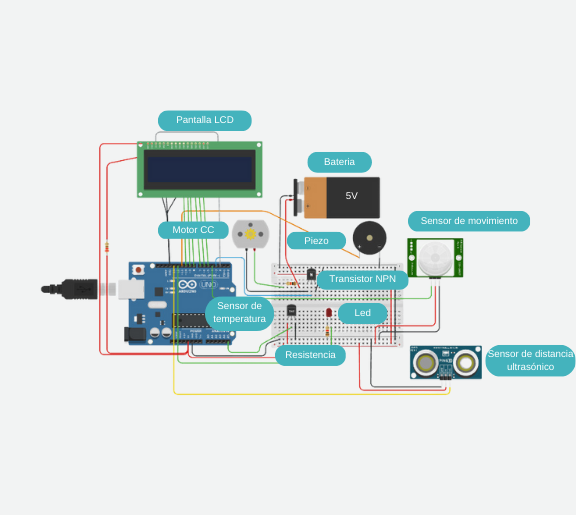 Pantalla LCD
Bateria
5V
Sensor de movimiento
Motor CC
Piezo
Transistor NPN
Sensor de
temperatura
Led
Resistencia
Sensor de distancia
ultrasónico
UNO